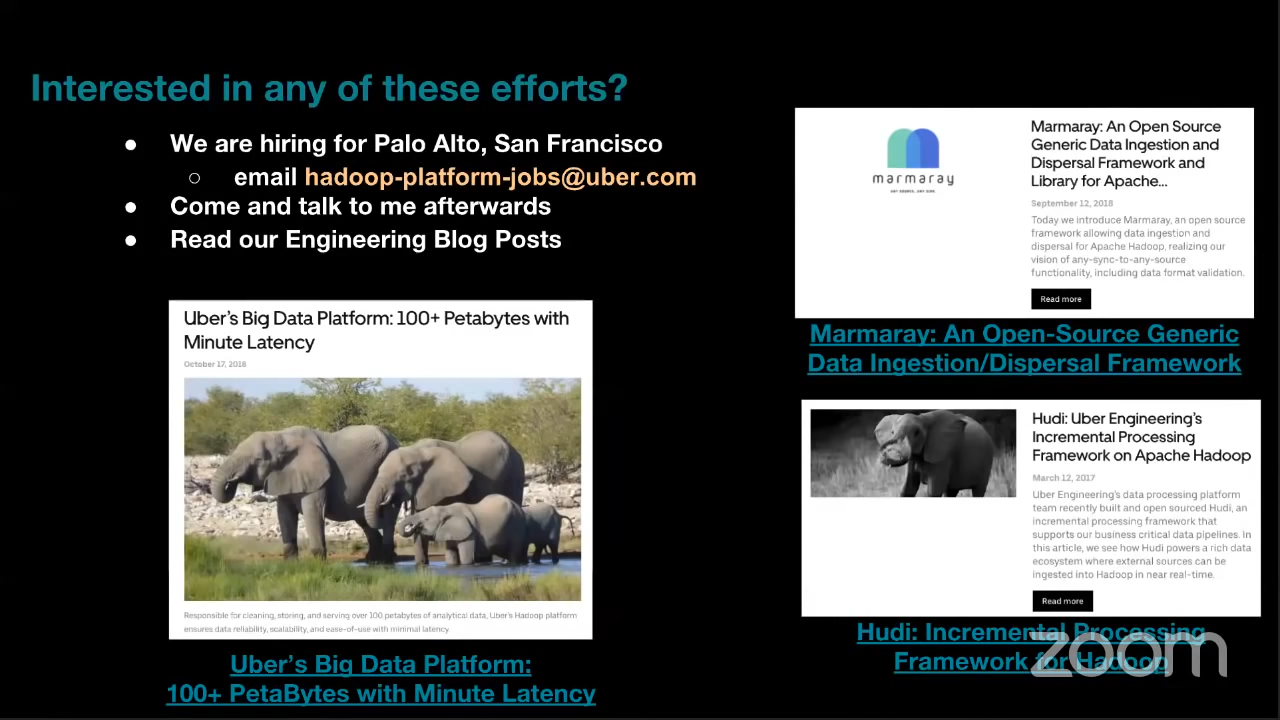 Interested in any of these efforts?
● We are hiring for Palo Alto, San Francisco
○ email hadoop-platform-jobs@uber.com
● Come and talk to me afterwards
● Read our Engineering Blog Posts
Uber's Big Data Platform: 100+ Petabytes with
Minute Latency
October 17, 2018
Responsible for cleaning, storing, and serving over 100 petabytes of analytical data, Uber's Hadoop platform
ensures data reliability, scalability, and ease-of-use with minimal latency.
Uber's Big Data Platform:
100+ PetaBytes with Minute Latency
marmaray
ANY SOURCE, ANY SINK
Marmaray: An Open Source
Generic Data Ingestion and
Dispersal Framework and
Library for Apache...
September 12, 2018
Today we introduce Marmaray, an open source
framework allowing data ingestion and
dispersal for Apache Hadoop, realizing our
vision of any-sync-to-any-source
functionality, including data format validation.
Read more
Marmaray: An Open-Source Generic
Data Ingestion/Dispersal Framework
Hudi: Uber Engineering's
Incremental Processing
Framework on Apache Hadoop
March 12, 2017
Uber Engineering's data processing platform
team recently built and open sourced Hudi, an
incremental processing framework that
supports our business critical data pipelines. In
this article, we see how Hudi powers a rich data
ecosystem where external sources can be
ingested into Hadoop in near real-time.
Read more
Hudi: Incremental Processing
Framework for Hadoop
zoom